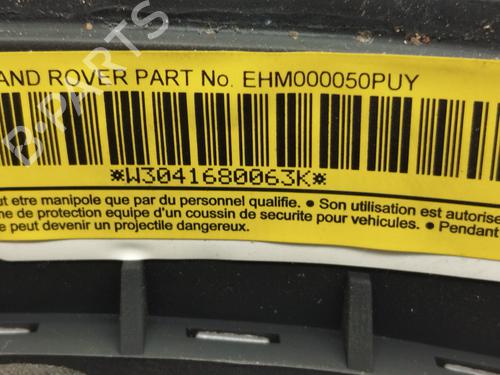 AND ROVER PART No. EHM000050PUY
*W3041680063K*
ut etre manipole que par du personnel qualifie. ● Son utilisation est autorise
me de protection equipe d'un coussin de securite pour vehicules. ● Pendant
e peut devenir un projectile dangereux.
B-PARTS